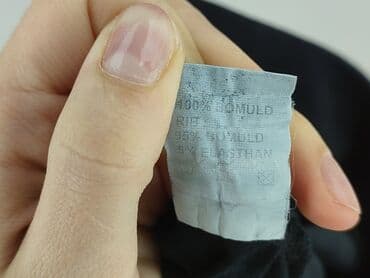 100% BOMULD
RIB
95% BOMULD
5% ELASTHAN